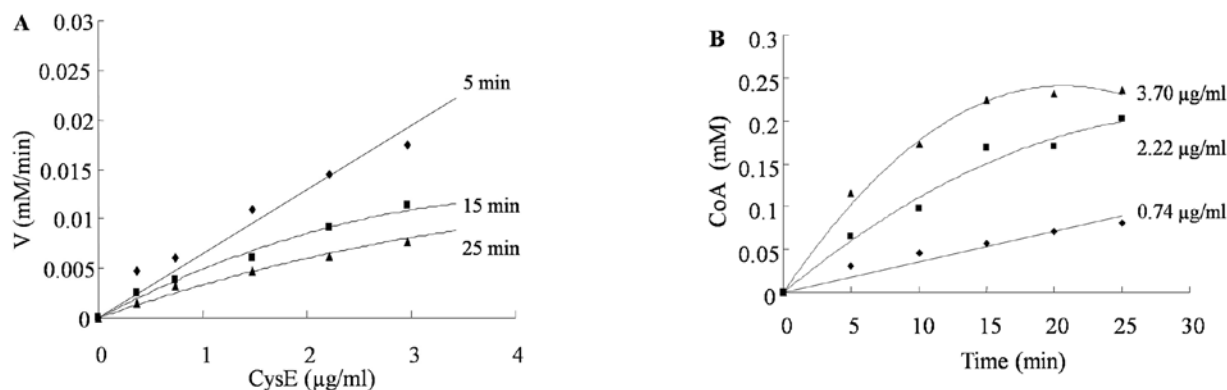 A
V (mM/min)
0.03
0.025
0.02
0.015
0.01
0.005
0
5 min
15 min
25 min
0
1
2
3
4
CysE (µg/ml)
B
CoA (mM)
0.3
0.25
0.2
0.15
0.1
0.05
0
3.70 µg/ml
2.22 µg/ml
0.74 µg/ml
0
5
10
15
20
25
30
Time (min)